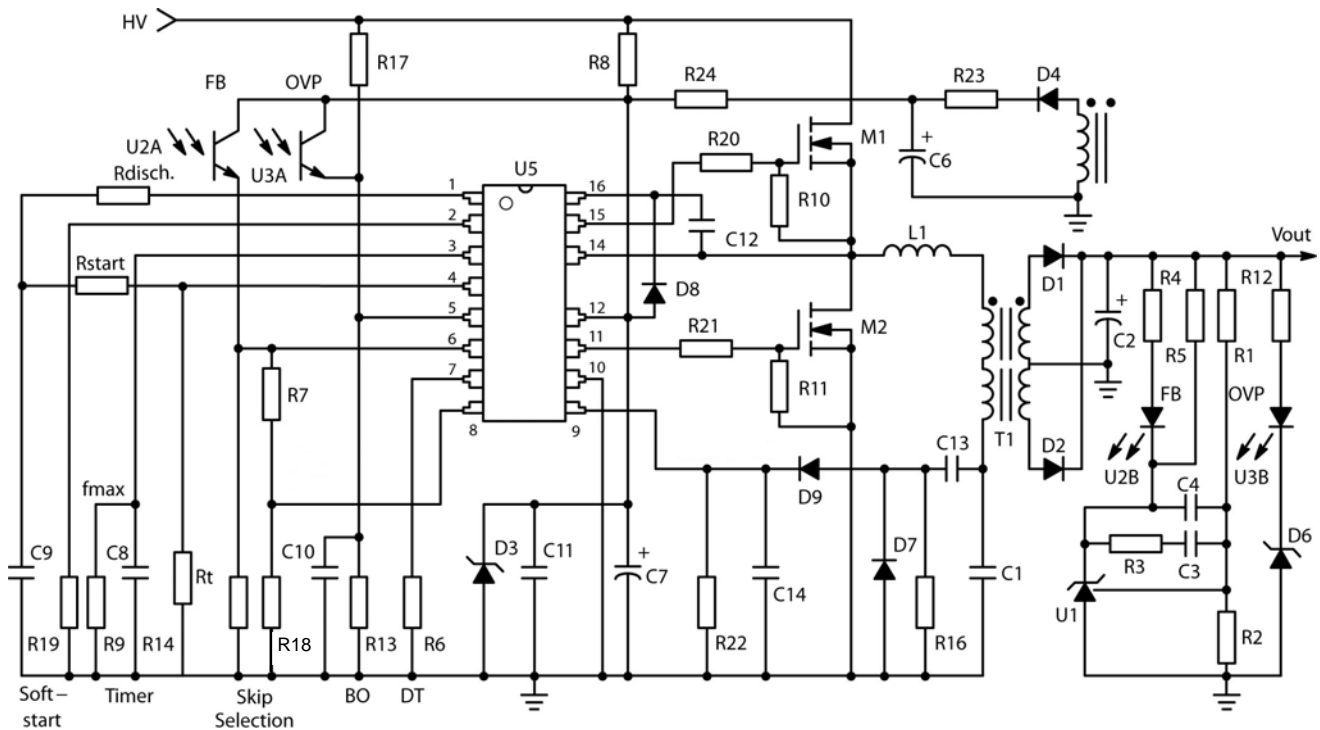 HV
R17
R8
FB
OVP
R24
R23
D4
U2A
U3A
Rdisch.
U5
R20
M1
C6
R10
1
2
3
4
5
6
7
8
16
15
14
12
11
10
9
C12
L1
Vout
Rstart
D8
D1
C2
R4
R5
R1
R12
R21
M2
R7
R11
T1
FB
OVP
D2
U2B
U3B
C13
D9
fmax
C4
R3
C3
D6
C9
C8
Rt
C10
D3
C11
C7
C14
D7
C1
U1
R2
R19
R9
R14
R18
R13
R6
R22
R16
Soft–
start
Timer
Skip
Selection
BO
DT
+
+
+